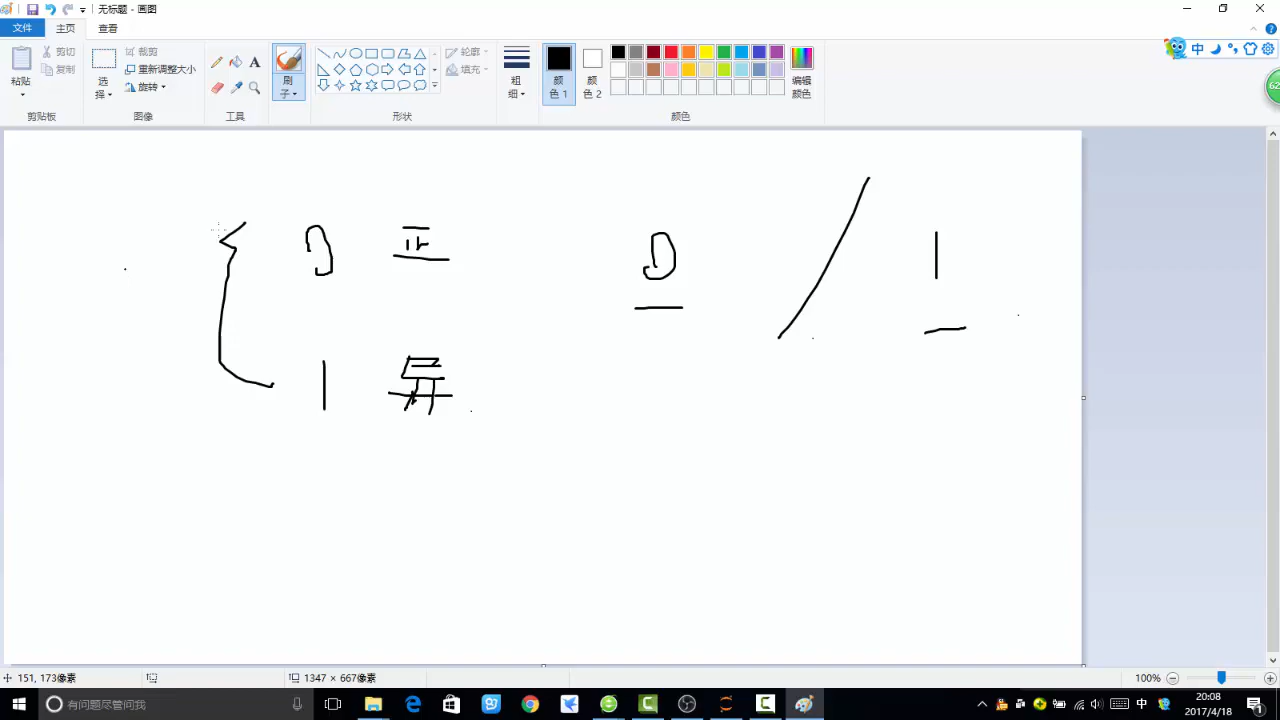 无标题 - 画图
文件 主页 查看
粘贴 剪切 复制
选择 裁剪 重新调整大小 旋转
A
刷子
轮廓 填充
粗细
颜色 1 颜色 2
编辑颜色
中
62
剪贴板 图像 工具 形状 颜色
0 正 0 / 1
1 异
151, 173像素 1347 × 667像素 100%
有问题尽管问我 中 20:08
2017/4/18